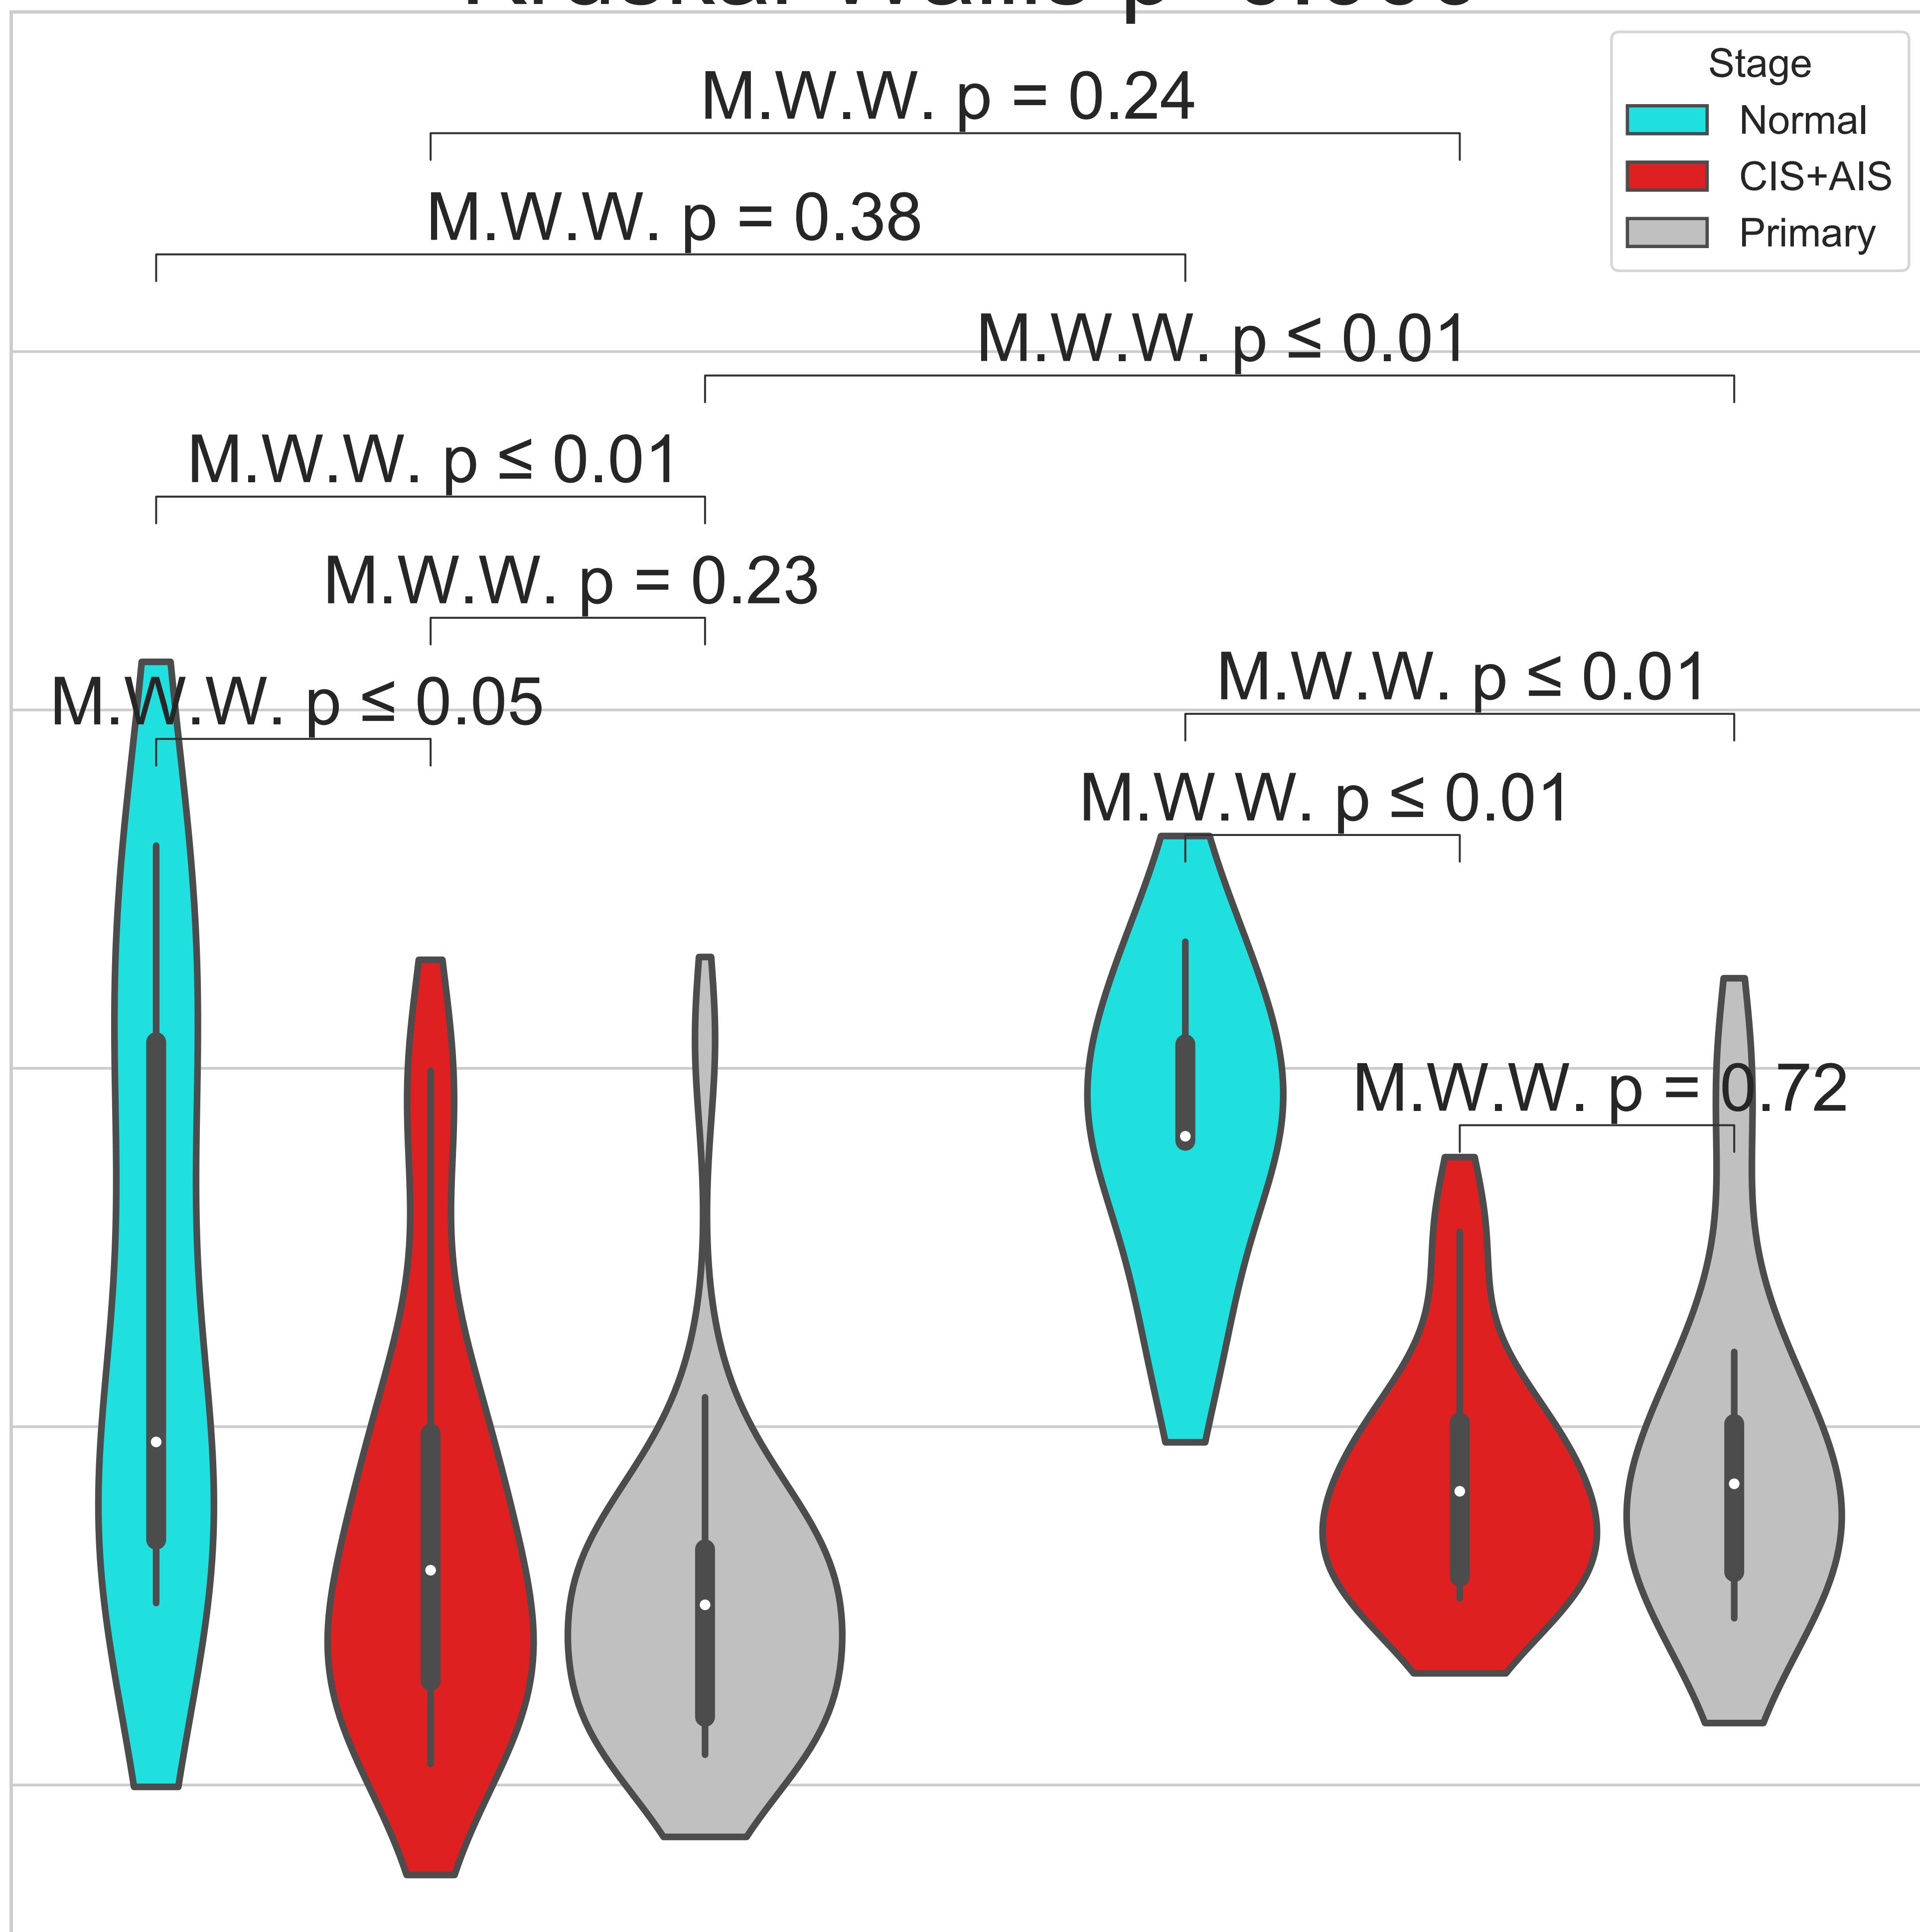 M.W.W. p = 0.24
Stage
Normal
CIS+AIS
Primary
M.W.W. p = 0.38
M.W.W. p ≤ 0.01
M.W.W. p ≤ 0.01
M.W.W. p = 0.23
M.W.W. p ≤ 0.01
M.W.W. p ≤ 0.05
M.W.W. p ≤ 0.01
M.W.W. p = 0.72